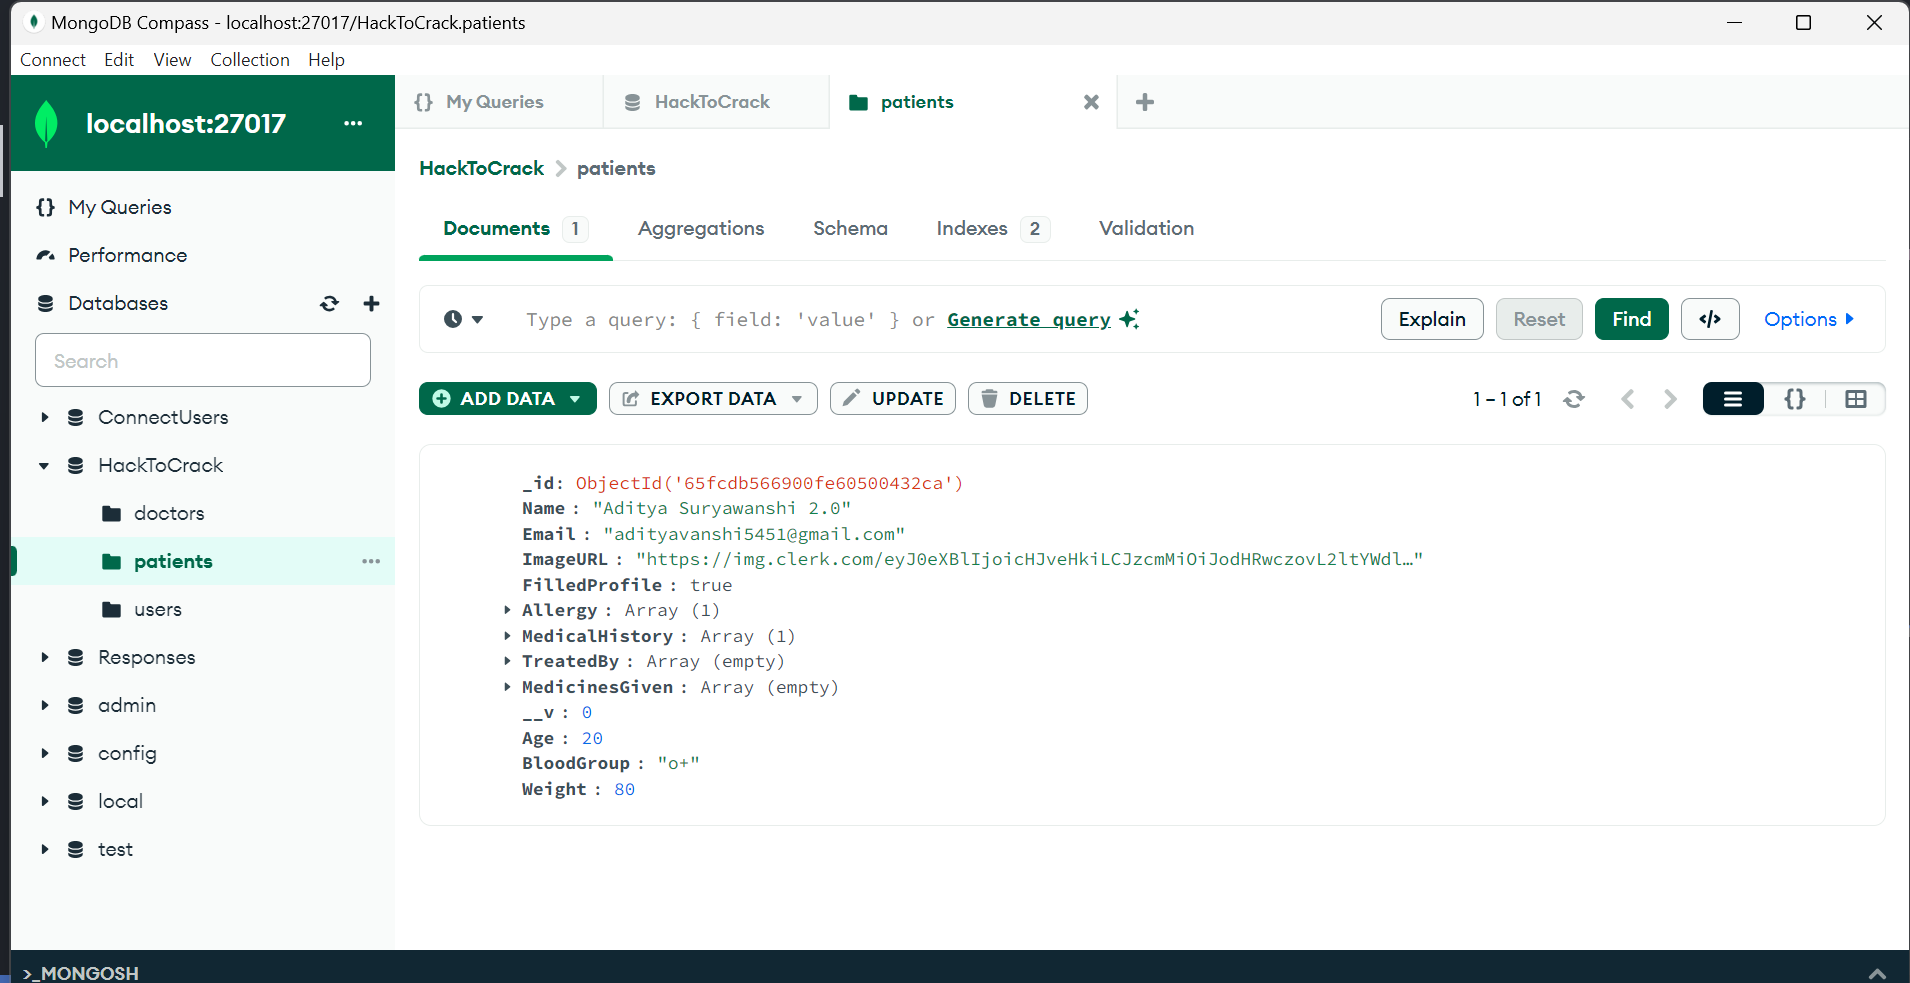 MongoDB Compass - localhost:27017/HackToCrack.patients
Connect Edit View Collection Help
localhost:27017
My Queries
Performance
Databases
Search
ConnectUsers
HackToCrack
doctors
patients
users
Responses
admin
config
local
test
{} My Queries
HackToCrack
patients
HackToCrack > patients
Documents 1 Aggregations Schema Indexes 2 Validation
Type a query: { field: 'value' } or Generate query
Explain Reset Find </> Options
ADD DATA EXPORT DATA UPDATE DELETE 1 – 1 of 1 {}
_id: ObjectId('65fcdb566900fe60500432ca')
Name : "Aditya Suryawanshi 2.0"
Email : "adityavanshi5451@gmail.com"
ImageURL : "https://img.clerk.com/eyJ0eXBlIjoicHJveHkiLCJzcmMiOiJodHRwczovL2ltYWdl…"
FilledProfile : true
Allergy : Array (1)
MedicalHistory : Array (1)
TreatedBy : Array (empty)
MedicinesGiven : Array (empty)
__v : 0
Age : 20
BloodGroup : "o+"
Weight : 80
>_MONGOSH